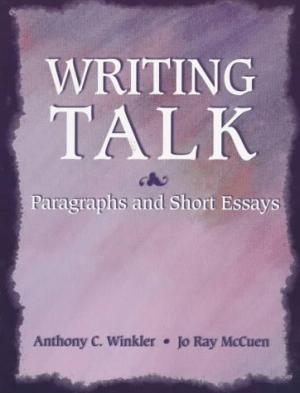 WRITING
TALK
Paragraphs and Short Essays
Anthony C. Winkler • Jo Ray McCuen